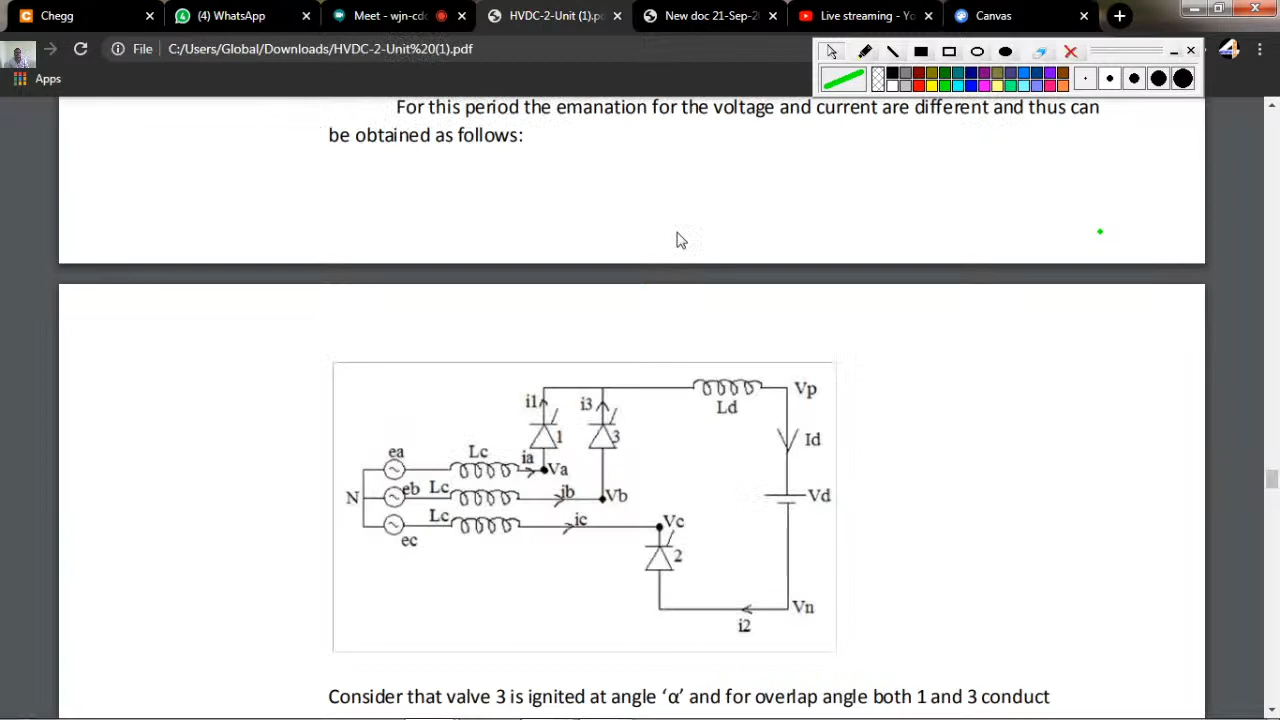 Chegg
(4) WhatsApp
Meet - wjn-cdc
HVDC-2-Unit (1).pc
New doc 21-Sep-2
Live streaming - Yo
Canvas
File
C:/Users/Global/Downloads/HVDC-2-Unit%20(1).pdf
Apps
For this period the emanation for the voltage and current are different and thus can
be obtained as follows:
i1
i3
Ld
Vp
1
3
Id
ea
Lc
ia
Va
N
eb
Lc
ib
Vb
Vd
Lc
ic
Vc
ec
2
Vn
i2
Consider that valve 3 is ignited at angle ‘α’ and for overlap angle both 1 and 3 conduct